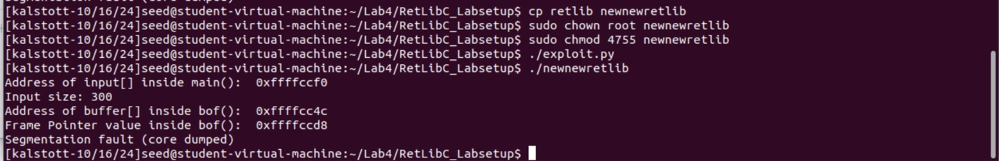 [kalstott-10/16/24]seed@student-virtual-machine:~/Lab4/RetLibC_Labsetup$ cp retlib newnewretlib
[kalstott-10/16/24]seed@student-virtual-machine:~/Lab4/RetLibC_Labsetup$ sudo chown root newnewretlib
[kalstott-10/16/24]seed@student-virtual-machine:~/Lab4/RetLibC_Labsetup$ sudo chmod 4755 newnewretlib
[kalstott-10/16/24]seed@student-virtual-machine:~/Lab4/RetLibC_Labsetup$ ./exploit.py
[kalstott-10/16/24]seed@student-virtual-machine:~/Lab4/RetLibC_Labsetup$ ./newnewretlib
Address of input[] inside main():  0xffffccf0
Input size: 300
Address of buffer[] inside bof():  0xffffcc4c
Frame Pointer value inside bof():  0xffffccd8
Segmentation fault (core dumped)
[kalstott-10/16/24]seed@student-virtual-machine:~/Lab4/RetLibC_Labsetup$